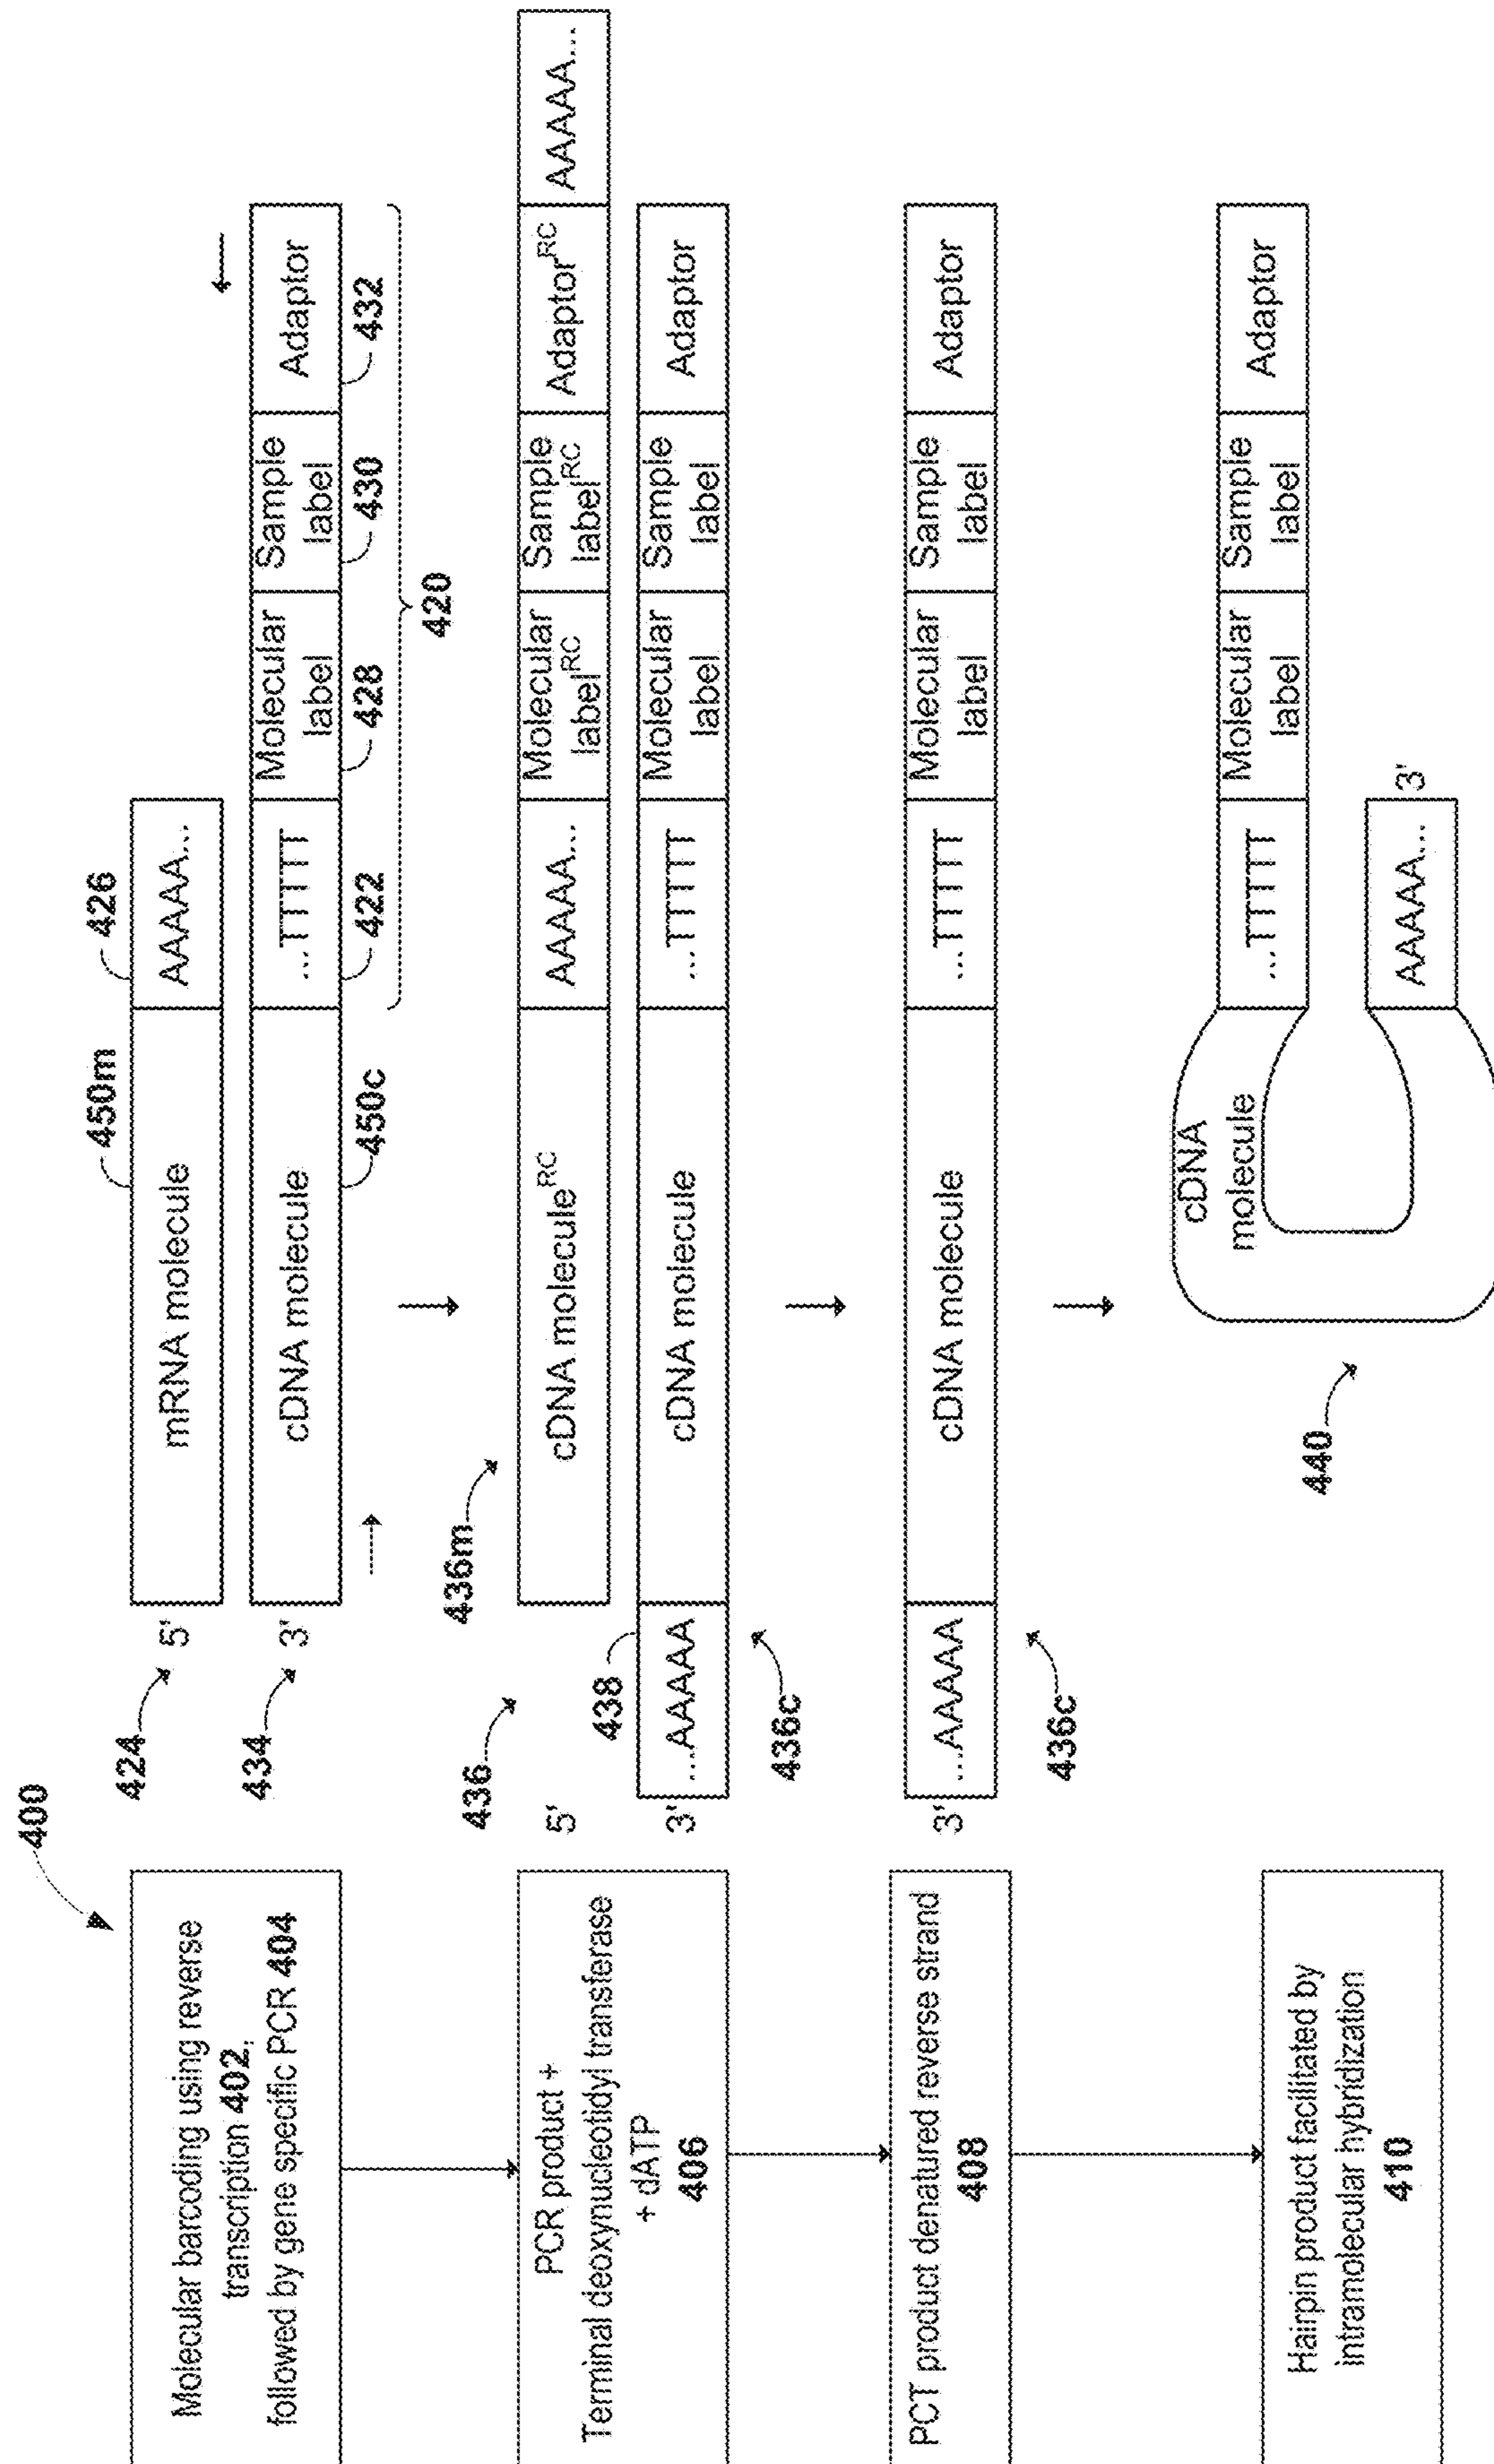 400
Molecular barcoding using reverse
transcription 402,
followed by gene specific PCR 404
PCR product +
Terminal deoxynucleotidyl transferase
+ dATP
406
PCT product denatured reverse strand
408
Hairpin product facilitated by
intramolecular hybridization
410
424
5'
mRNA molecule
450m
AAAAA...
426
434
3'
cDNA molecule
450c
...TTTTT
422
Molecular
label
428
Sample
label
430
Adaptor
432
420
436
436m
5'
cDNA molecule^RC
AAAAA...
Molecular
label^RC
Sample
label^RC
Adaptor^RC
AAAAA...
438
3'
...AAAAA
cDNA molecule
...TTTTT
Molecular
label
Sample
label
Adaptor
436c
3'
...AAAAA
cDNA molecule
...TTTTT
Molecular
label
Sample
label
Adaptor
436c
440
cDNA
molecule
...TTTTT
Molecular
label
Sample
label
Adaptor
AAAAA...
3'